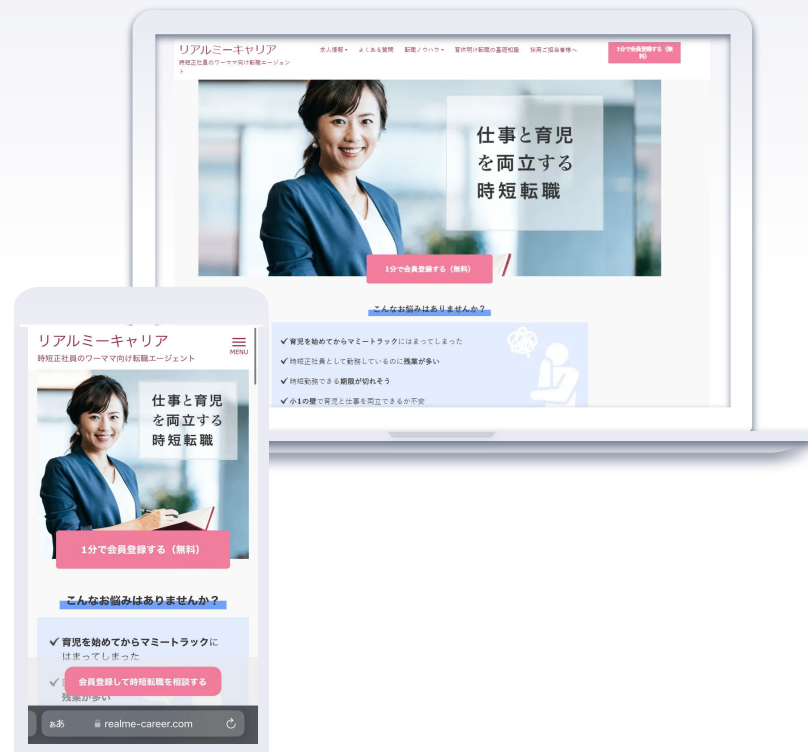 リアルミーキャリア
時短正社員のワーママ向け転職エージェン
ト
求人情報 よくある質問 転職ノウハウ 育休明け転職の基礎知識 採用ご担当者様へ
1分で会員登録する（無
料）
仕事と育児
を両立する
時短転職
1分で会員登録する（無料）
こんなお悩みはありませんか？
✓育児を始めてからマミートラックにはまってしまった
✓時短正社員として勤務しているのに残業が多い
✓時短勤務できる期限が切れそう
✓小1の壁で育児と仕事を両立できるか不安
リアルミーキャリア
時短正社員のワーママ向け転職エージェント
MENU
仕事と育児
を両立する
時短転職
1分で会員登録する（無料）
こんなお悩みはありませんか？
✓育児を始めてからマミートラックに
はまってしまった
会員登録して時短転職を相談する
残業が多い
ああ realme-career.com